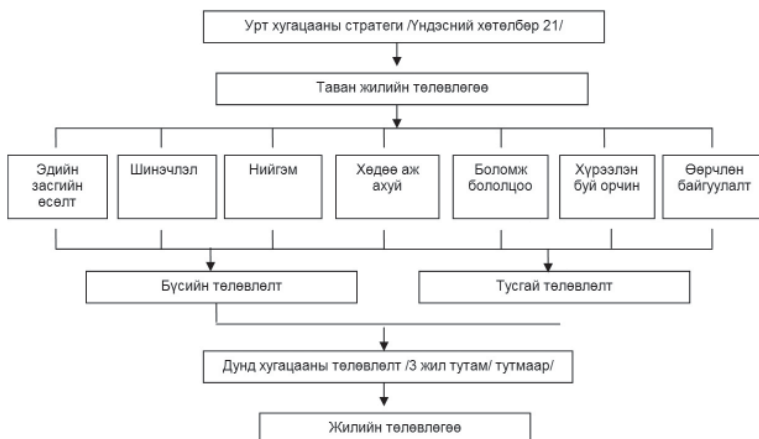 Урт хугацааны стратеги /Үндэсний хөтөлбөр 21/
Таван жилийн төлөвлөгөө
Эдийн
засгийн
өсөлт
Шинэчлэл
Нийгэм
Хөдөө аж
ахуй
Боломж
бололцоо
Хүрээлэн
буй орчин
Өөрчлөн
байгуулалт
Бүсийн төлөвлөлт
Тусгай төлөвлөлт
Дунд хугацааны төлөвлөлт /3 жил тутам/ тутмаар/
Жилийн төлөвлөгөө